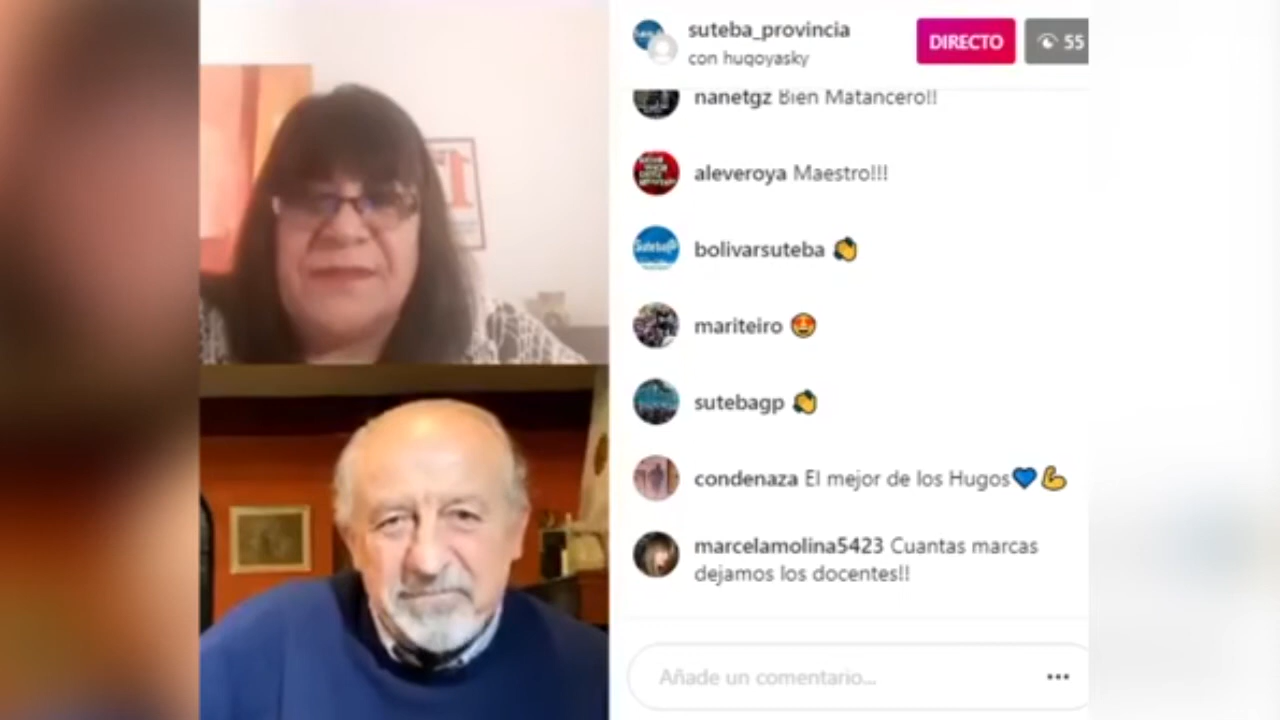 suteba_provincia
con hugoyasky
DIRECTO
55
nanetgz Bien Matancero!!
aleveroya Maestro!!!
bolivarsuteba 👏
mariteiro 😍
sutebagp 👏
condenaza El mejor de los Hugos💙💪
marcelamolina5423 Cuantas marcas
dejamos los docentes!!
Añade un comentario...